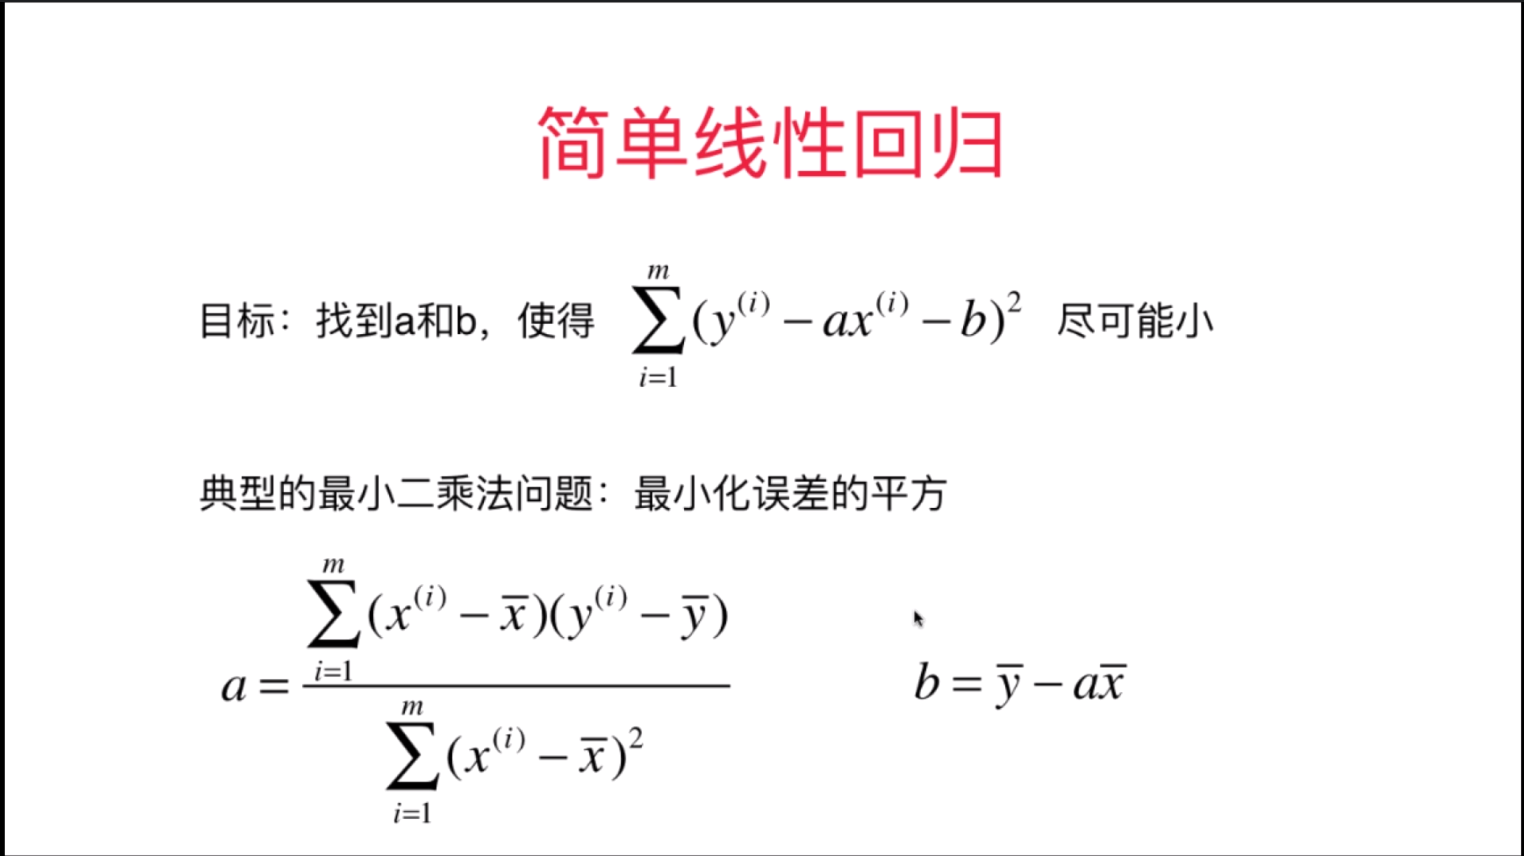 简单线性回归
目标：找到a和b，使得 $\sum_{i=1}^{m}(y^{(i)} - ax^{(i)} - b)^2$ 尽可能小
典型的最小二乘法问题：最小化误差的平方
$a = \frac{\sum_{i=1}^{m}(x^{(i)} - \overline{x})(y^{(i)} - \overline{y})}{\sum_{i=1}^{m}(x^{(i)} - \overline{x})^2}$ $b = \overline{y} - a\overline{x}$